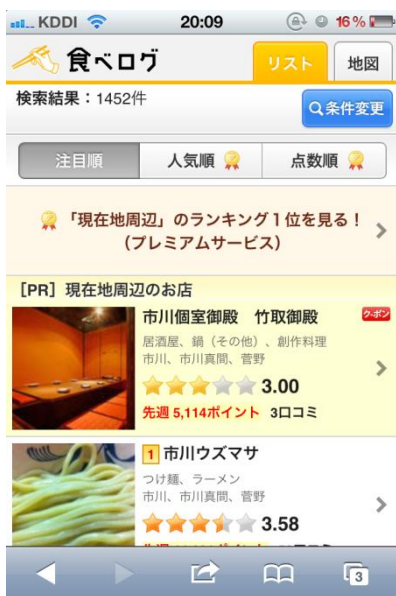 KDDI 20:09 16%
食べログ リスト 地図
検索結果：1452件
条件変更
注目順 人気順 点数順
「現在地周辺」のランキング1位を見る！
(プレミアムサービス)
[PR] 現在地周辺のお店
市川個室御殿 竹取御殿 クーポン
居酒屋、鍋（その他）、創作料理
市川、市川真間、菅野
3.00
先週 5,114ポイント 3口コミ
1 市川ウズマサ
つけ麺、ラーメン
市川、市川真間、菅野
3.58
3